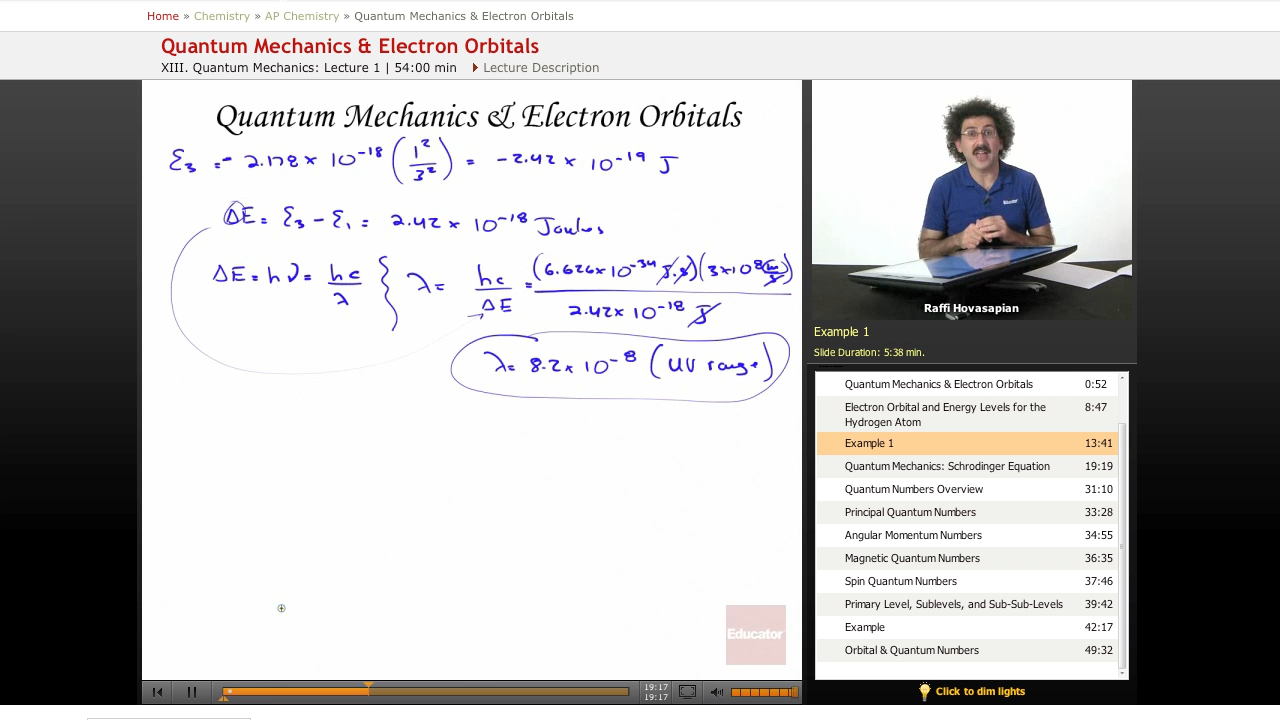 Home » Chemistry » AP Chemistry » Quantum Mechanics & Electron Orbitals
Quantum Mechanics & Electron Orbitals
XIII. Quantum Mechanics: Lecture 1 | 54:00 min Lecture Description
Quantum Mechanics & Electron Orbitals
ℰ₃ = -2.178 × 10⁻¹⁸ (1²/3²) = -2.42 × 10⁻¹⁹ J
ΔE = ℰ₃ - ℰ₁ = 2.42 × 10⁻¹⁸ Joules
ΔE = hν = hc/λ } λ = hc/ΔE = (6.626 × 10⁻³⁴ J·s)(3 × 10⁸ m/s) / 2.42 × 10⁻¹⁸ J
λ = 8.2 × 10⁻⁸ (UV range)
Educator
Educator
Raffi Hovasapian
Example 1
Slide Duration: 5:38 min.
Quantum Mechanics & Electron Orbitals 0:52
Electron Orbital and Energy Levels for the
Hydrogen Atom 8:47
Example 1 13:41
Quantum Mechanics: Schrodinger Equation 19:19
Quantum Numbers Overview 31:10
Principal Quantum Numbers 33:28
Angular Momentum Numbers 34:55
Magnetic Quantum Numbers 36:35
Spin Quantum Numbers 37:46
Primary Level, Sublevels, and Sub-Sub-Levels 39:42
Example 42:17
Orbital & Quantum Numbers 49:32
19:17
19:17
Click to dim lights